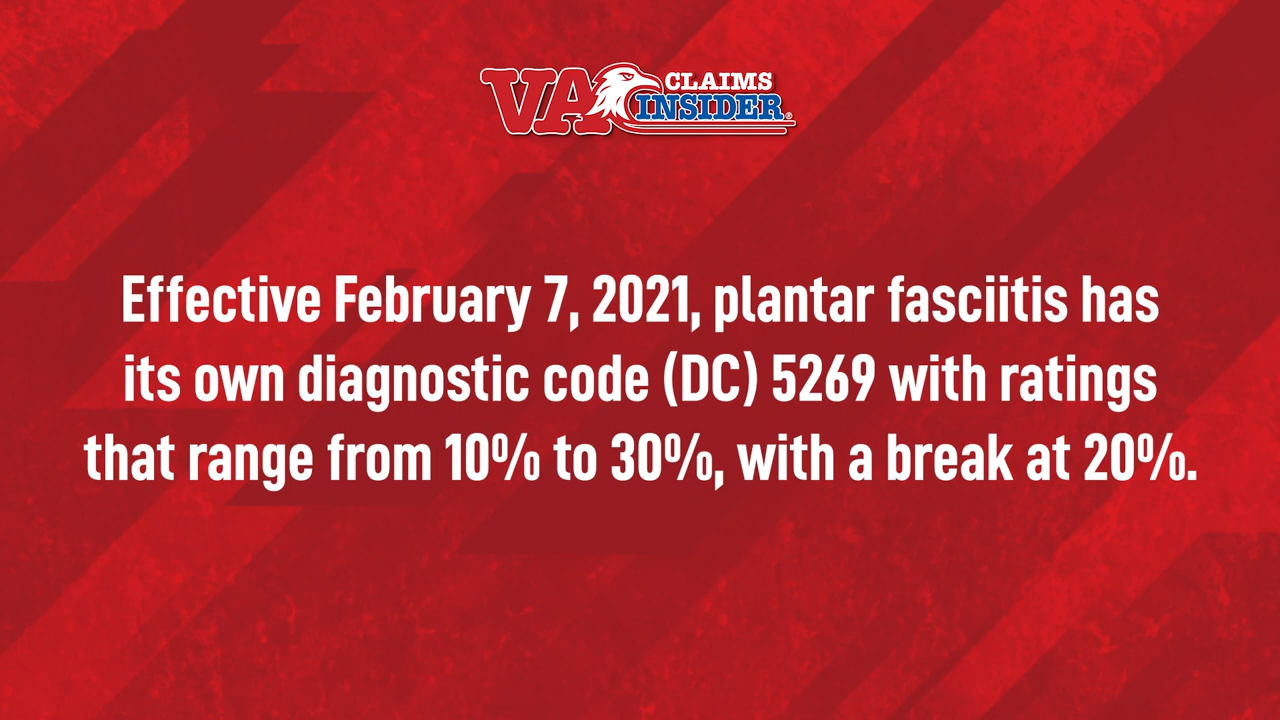 VA CLAIMS
INSIDER®
Effective February 7, 2021, plantar fasciitis has
its own diagnostic code (DC) 5269 with ratings
that range from 10% to 30%, with a break at 20%.